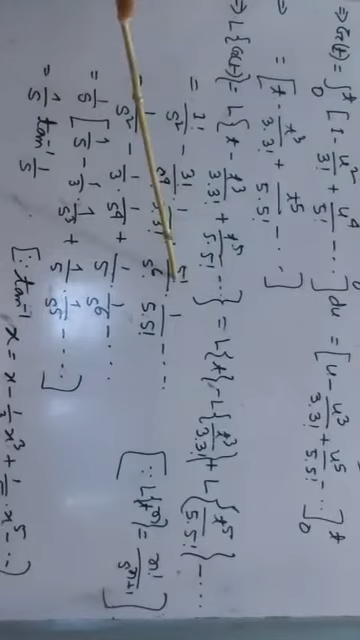 ⇒ G(t) = ∫₀ᵗ [1 - u²/3! + u⁴/5! - ...] du = [u - u³/3.3! + u⁵/5.5! - ...]₀ᵗ
⇒ = [t - t³/3.3! + t⁵/5.5! - ...]
⇒ L{G(t)} = L{t - t³/3.3! + t⁵/5.5! ...} = L{t} - L{t³/3.3!} + L{t⁵/5.5!} - ....
= 1!/s² - 3!/s⁴ . 1/3.3! 5!/s⁶ . 1/5.5! - ... [∵ L{tⁿ} = n!/sⁿ⁺¹]
= 1/s² - 1/3 . 1/s⁴ + 1/5 . 1/s⁶ - ....
= 1/s [1/s - 1/3 . 1/s³ + 1/5 . 1/s⁵ - ....]
= 1/s tan⁻¹ 1/s . [∵ tan⁻¹ x = x - 1/3 x³ + 1/5 . x⁵ - ...)